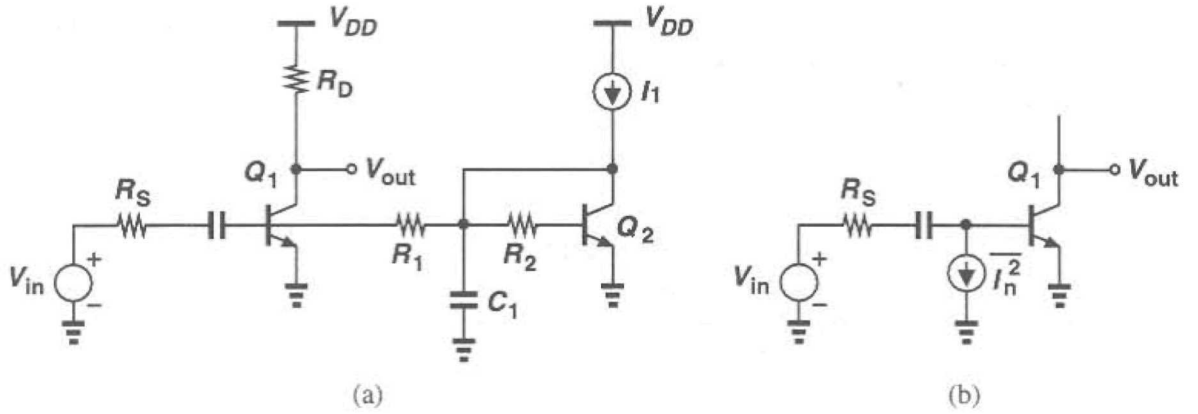 V_DD
V_DD
R_D
I_1
Q_1
V_out
R_S
V_in
+
−
R_1
R_2
Q_2
C_1
(a)
Q_1
V_out
R_S
V_in
+
−
I_n^2
(b)